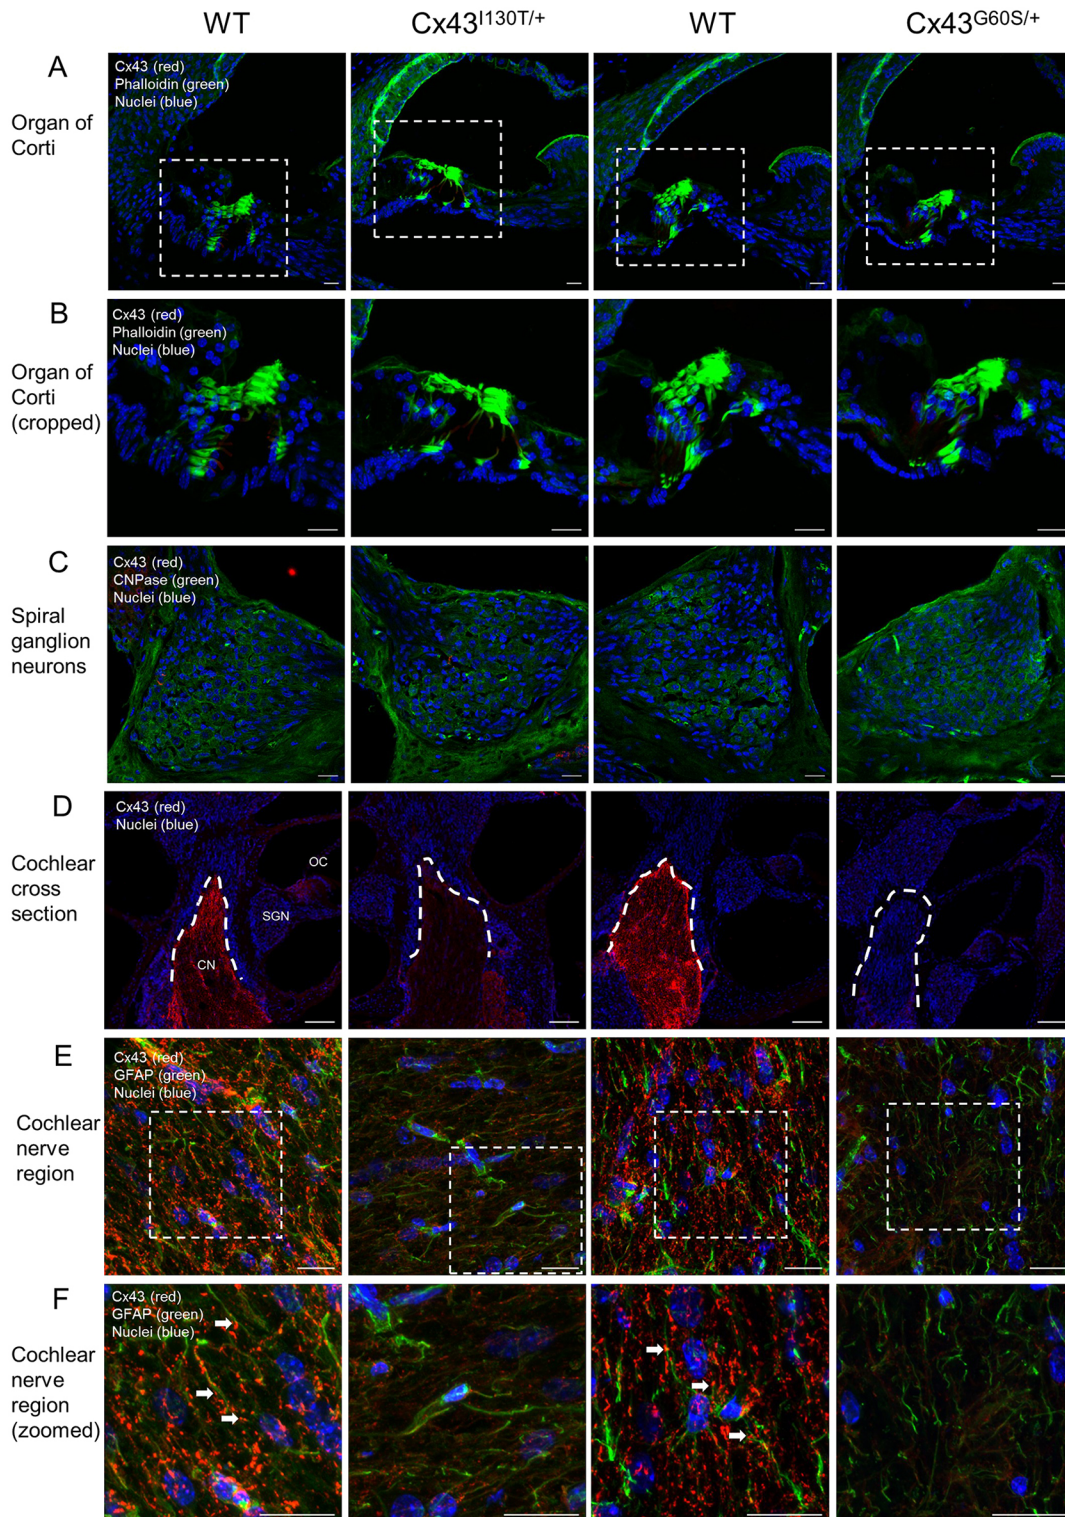 WT Cx43I130T/+ WT Cx43G60S/+
A
Organ of
Corti
Cx43 (red)
Phalloidin (green)
Nuclei (blue)
B
Organ of
Corti
(cropped)
Cx43 (red)
Phalloidin (green)
Nuclei (blue)
C
Spiral
ganglion
neurons
Cx43 (red)
CNPase (green)
Nuclei (blue)
D
Cochlear
cross
section
Cx43 (red)
Nuclei (blue)
OC
SGN
CN
E
Cochlear
nerve
region
Cx43 (red)
GFAP (green)
Nuclei (blue)
F
Cochlear
nerve
region
(zoomed)
Cx43 (red)
GFAP (green)
Nuclei (blue)